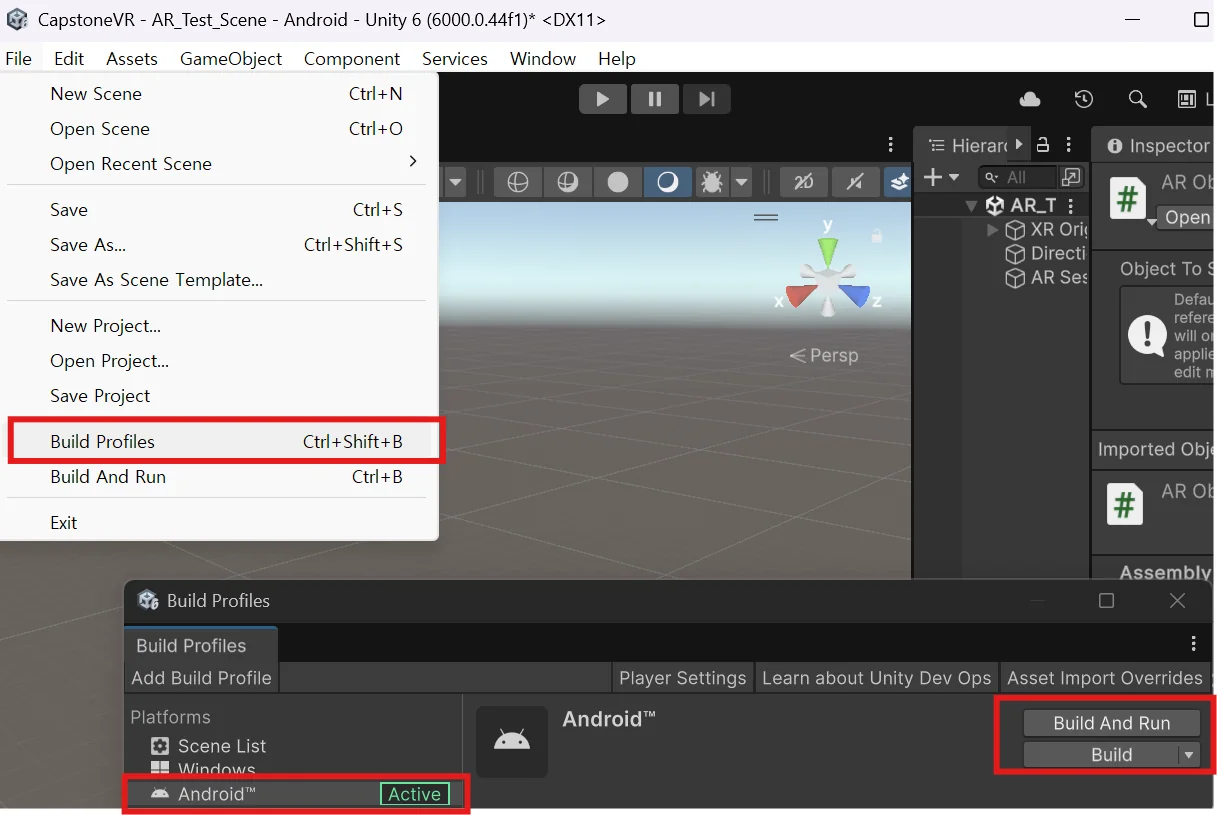 CapstoneVR - AR_Test_Scene - Android - Unity 6 (6000.0.44f1)* <DX11>
File Edit Assets GameObject Component Services Window Help
New Scene Ctrl+N
Open Scene Ctrl+O
Open Recent Scene
Save Ctrl+S
Save As... Ctrl+Shift+S
Save As Scene Template...
New Project...
Open Project...
Save Project
Build Profiles Ctrl+Shift+B
Build And Run Ctrl+B
Exit
2D
y
x
z
Persp
Hierarc
All
AR_T
XR Orig
Directi
AR Ses
Inspector
# AR Ob
Open
Object To S
Defau
refere
will on
applie
edit m
Imported Obje
# AR Ob
Assembly
Build Profiles
Build Profiles
Add Build Profile Player Settings Learn about Unity Dev Ops Asset Import Overrides
Platforms
Scene List
Windows
Android™ Active
Android™
Build And Run
Build